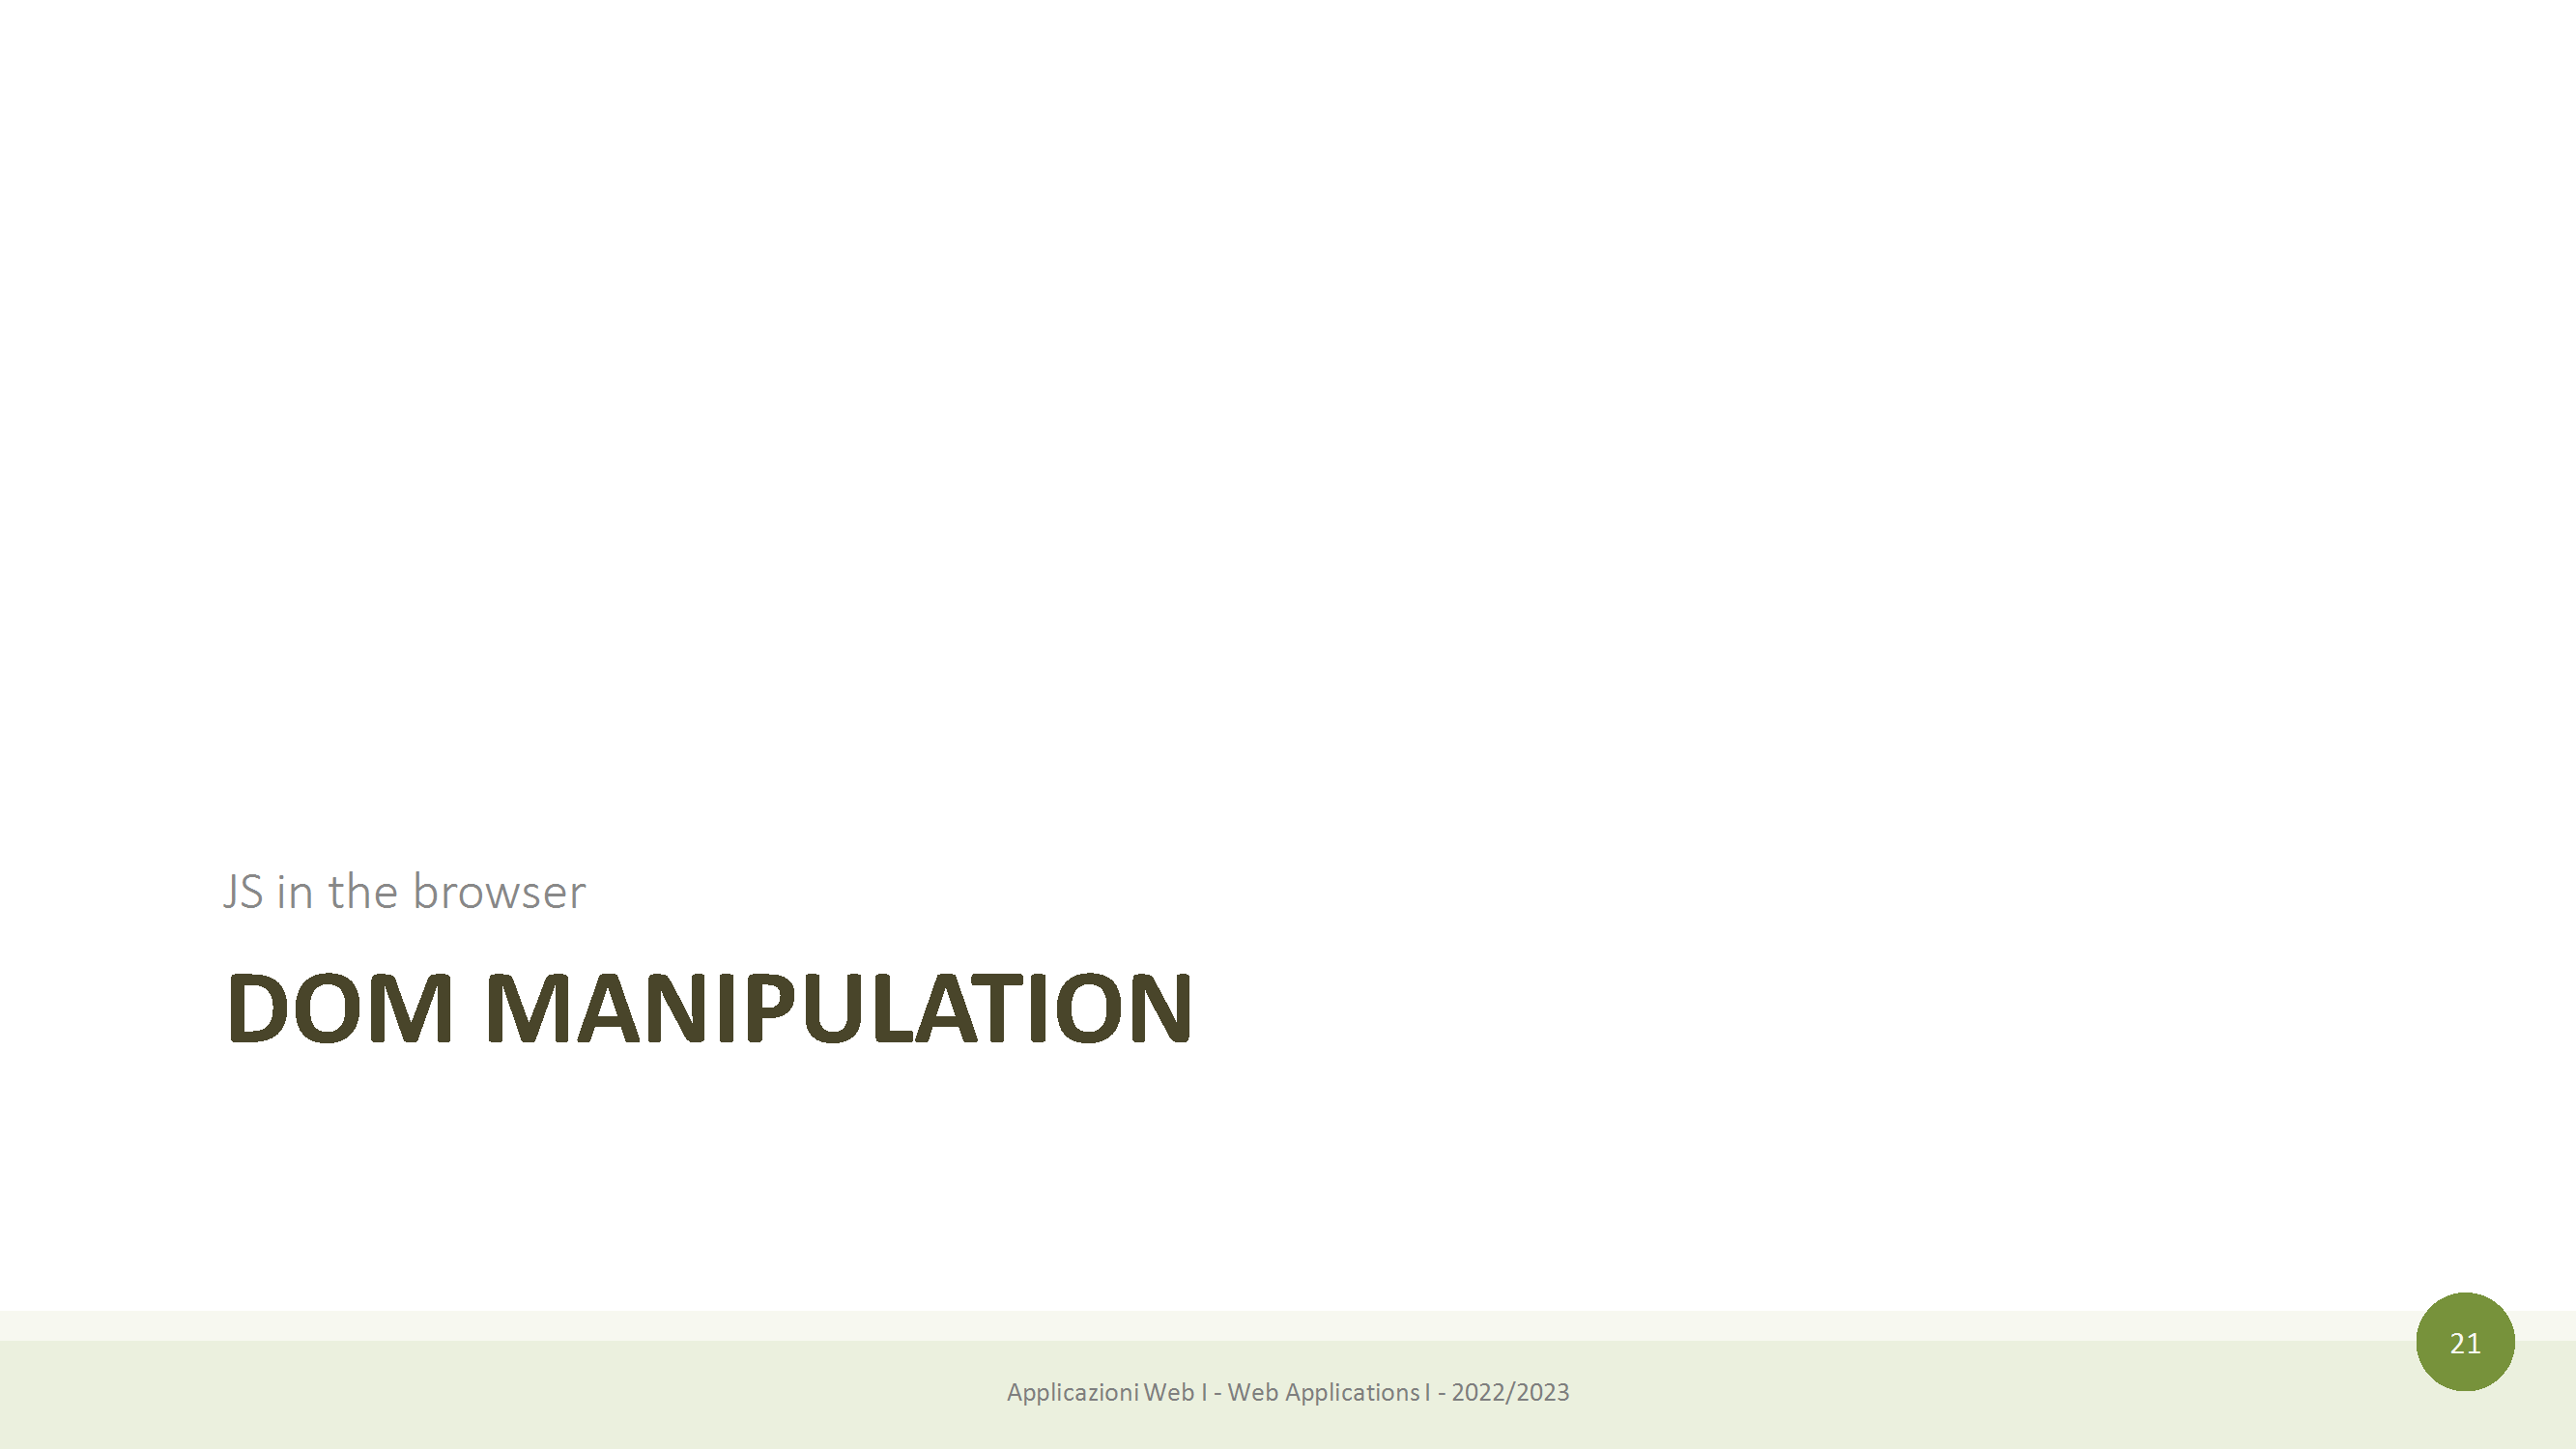 JS in the browser
DOM MANIPULATION
21
Applicazioni Web I - Web Applications I - 2022/2023